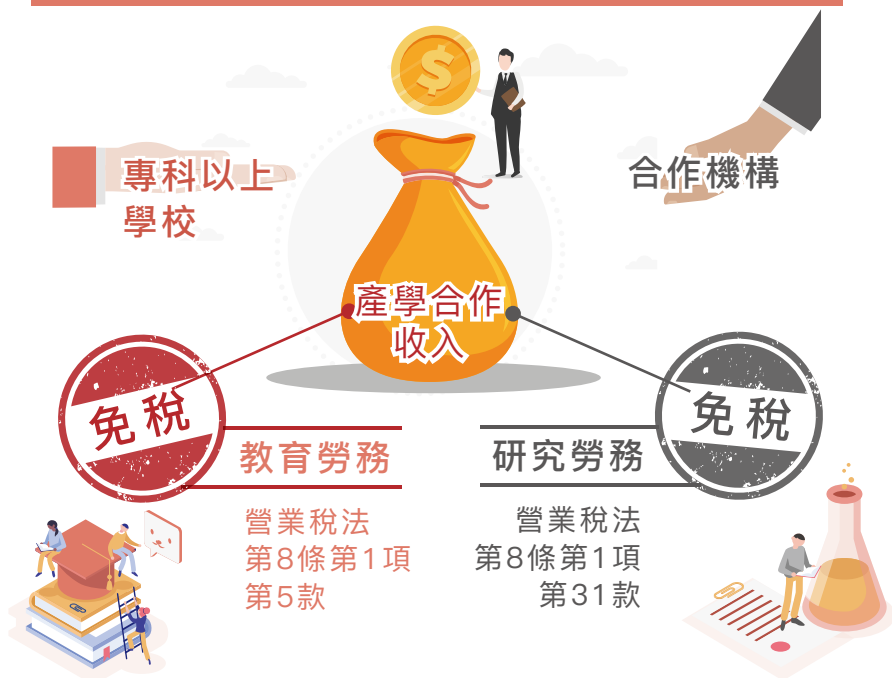 專科以上
學校
合作機構
產學合作
收入
免稅
教育勞務
營業稅法
第8條第1項
第5款
免稅
研究勞務
營業稅法
第8條第1項
第31款